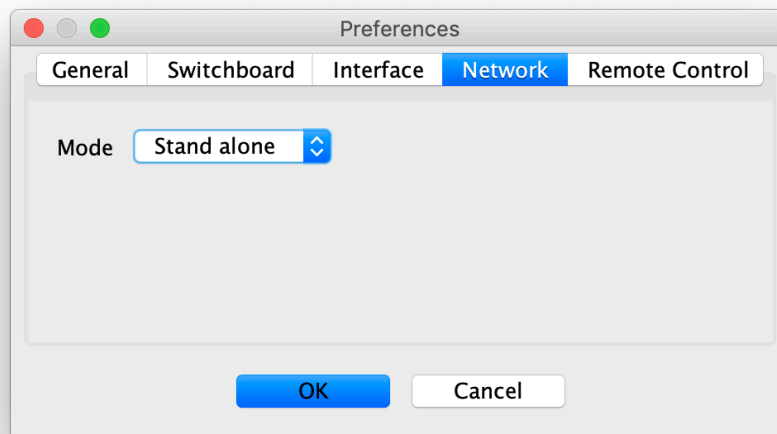 Preferences
General Switchboard Interface Network Remote Control
Mode Stand alone
OK Cancel